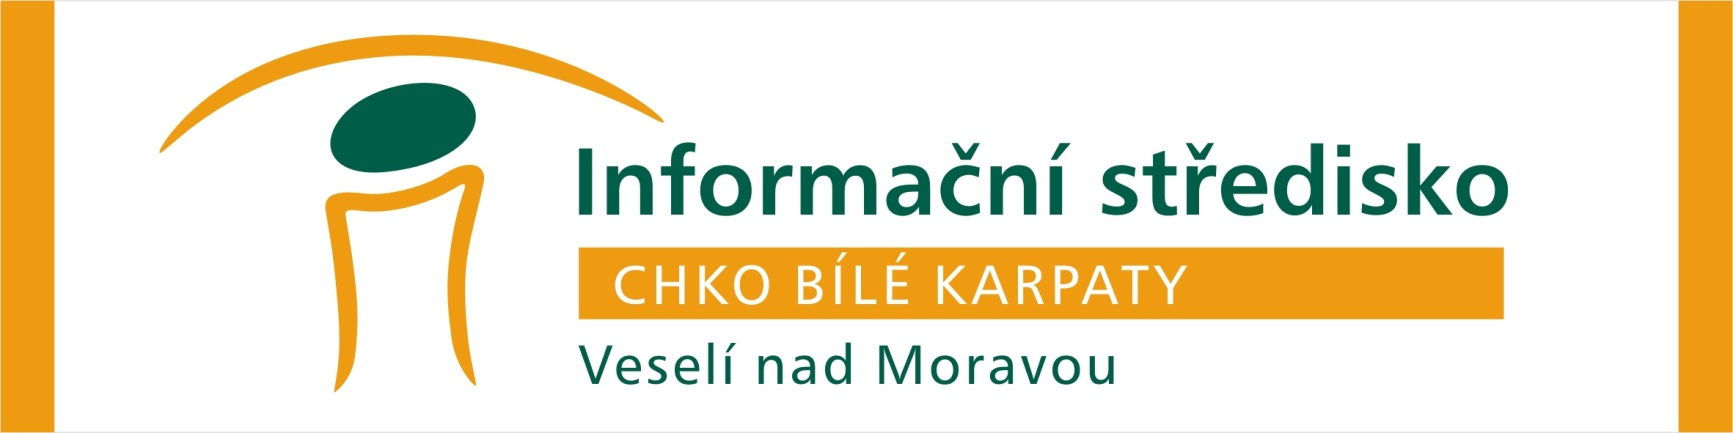 Informační středisko
CHKO BÍLÉ KARPATY
Veselí nad Moravou